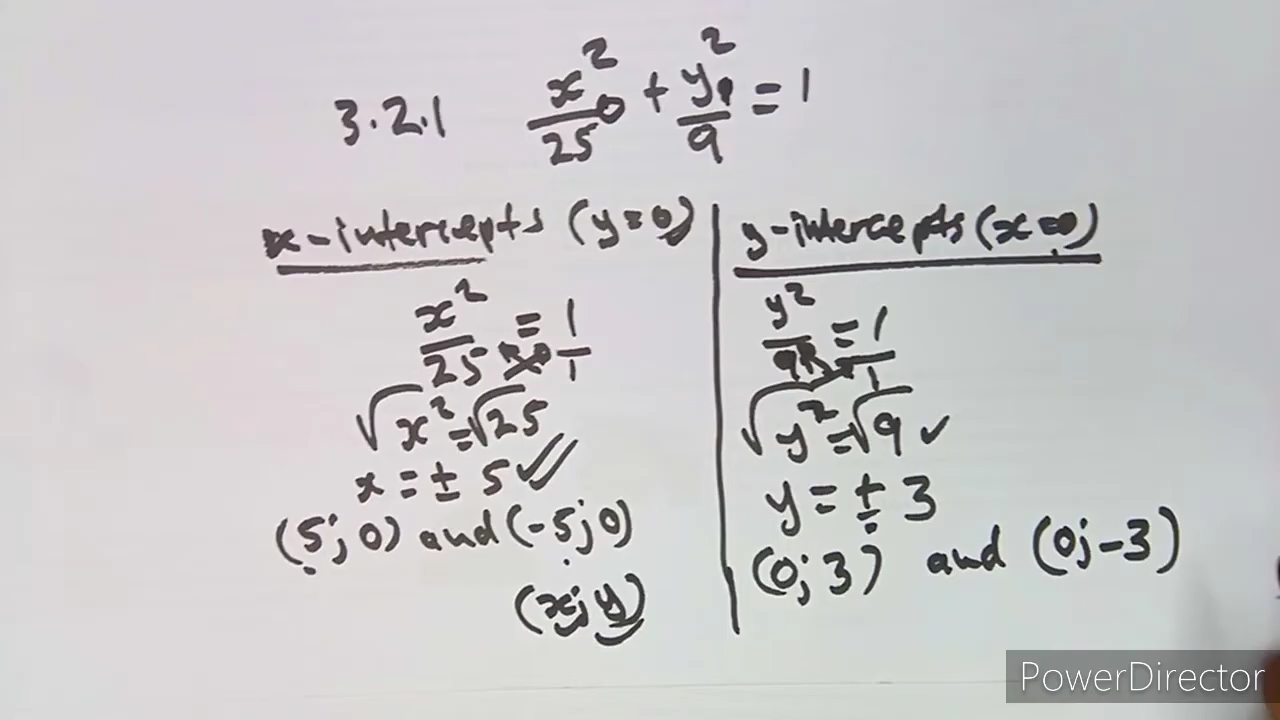 3.2.1 x²/25 + y²/9 = 1
x-intercepts (y=0)
x²/25 = 1/1
√x² = √25
x = ± 5 ✓✓
(5;0) and (-5;0)
(x;y)
y-intercepts (x=0)
y²/9 = 1/1
√y² = √9 ✓
y = ± 3
(0;3) and (0;-3)
PowerDirector